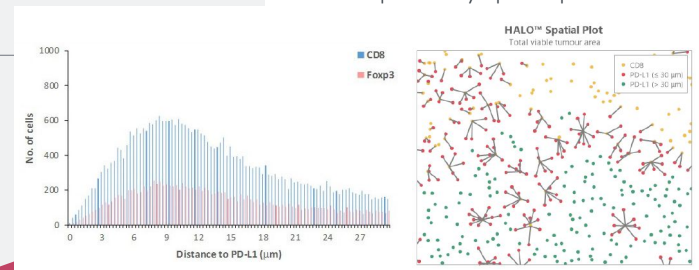 1000
800
600
400
200
0
No. of cells
0 3 6 9 12 15 18 21 24 27
Distance to PD-L1 (μm)
CD8
Foxp3
HALO™ Spatial Plot
Total viable tumour area
CD8
PD-L1 (≤ 30 μm)
PD-L1 (> 30 μm)